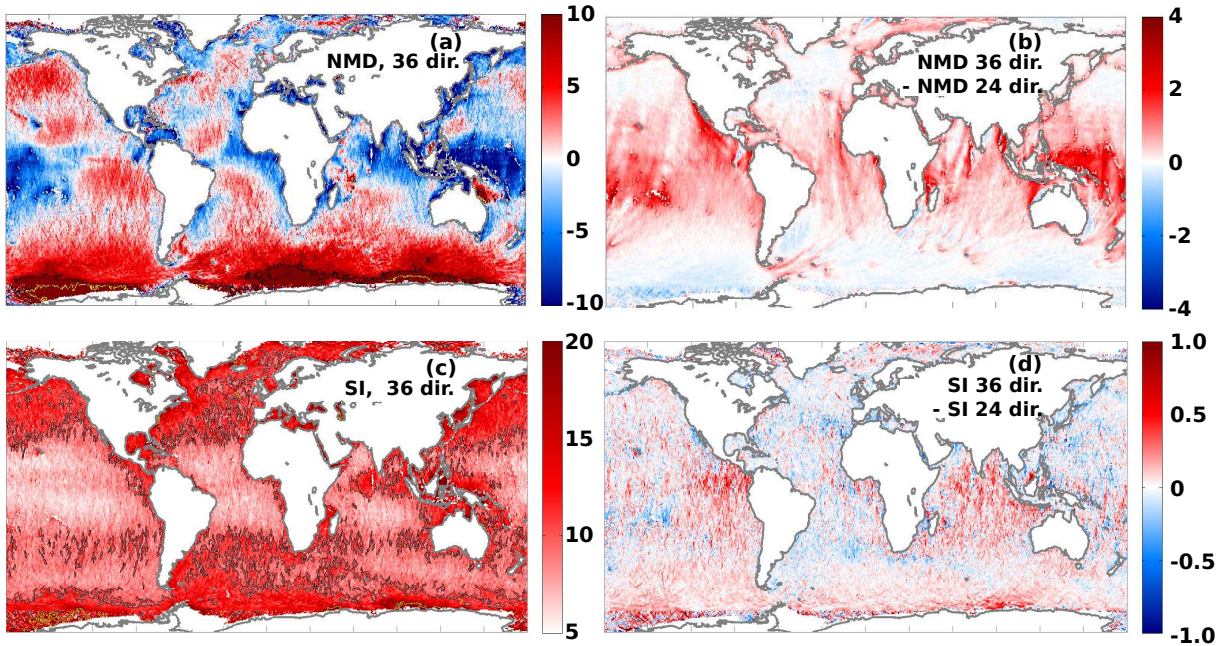 (a)
NMD, 36 dir.
10
5
0
-5
-10
(b)
NMD 36 dir.
- NMD 24 dir.
4
2
0
-2
-4
(c)
SI, 36 dir.
20
15
10
5
(d)
SI 36 dir.
- SI 24 dir.
1.0
0.5
0
-0.5
-1.0